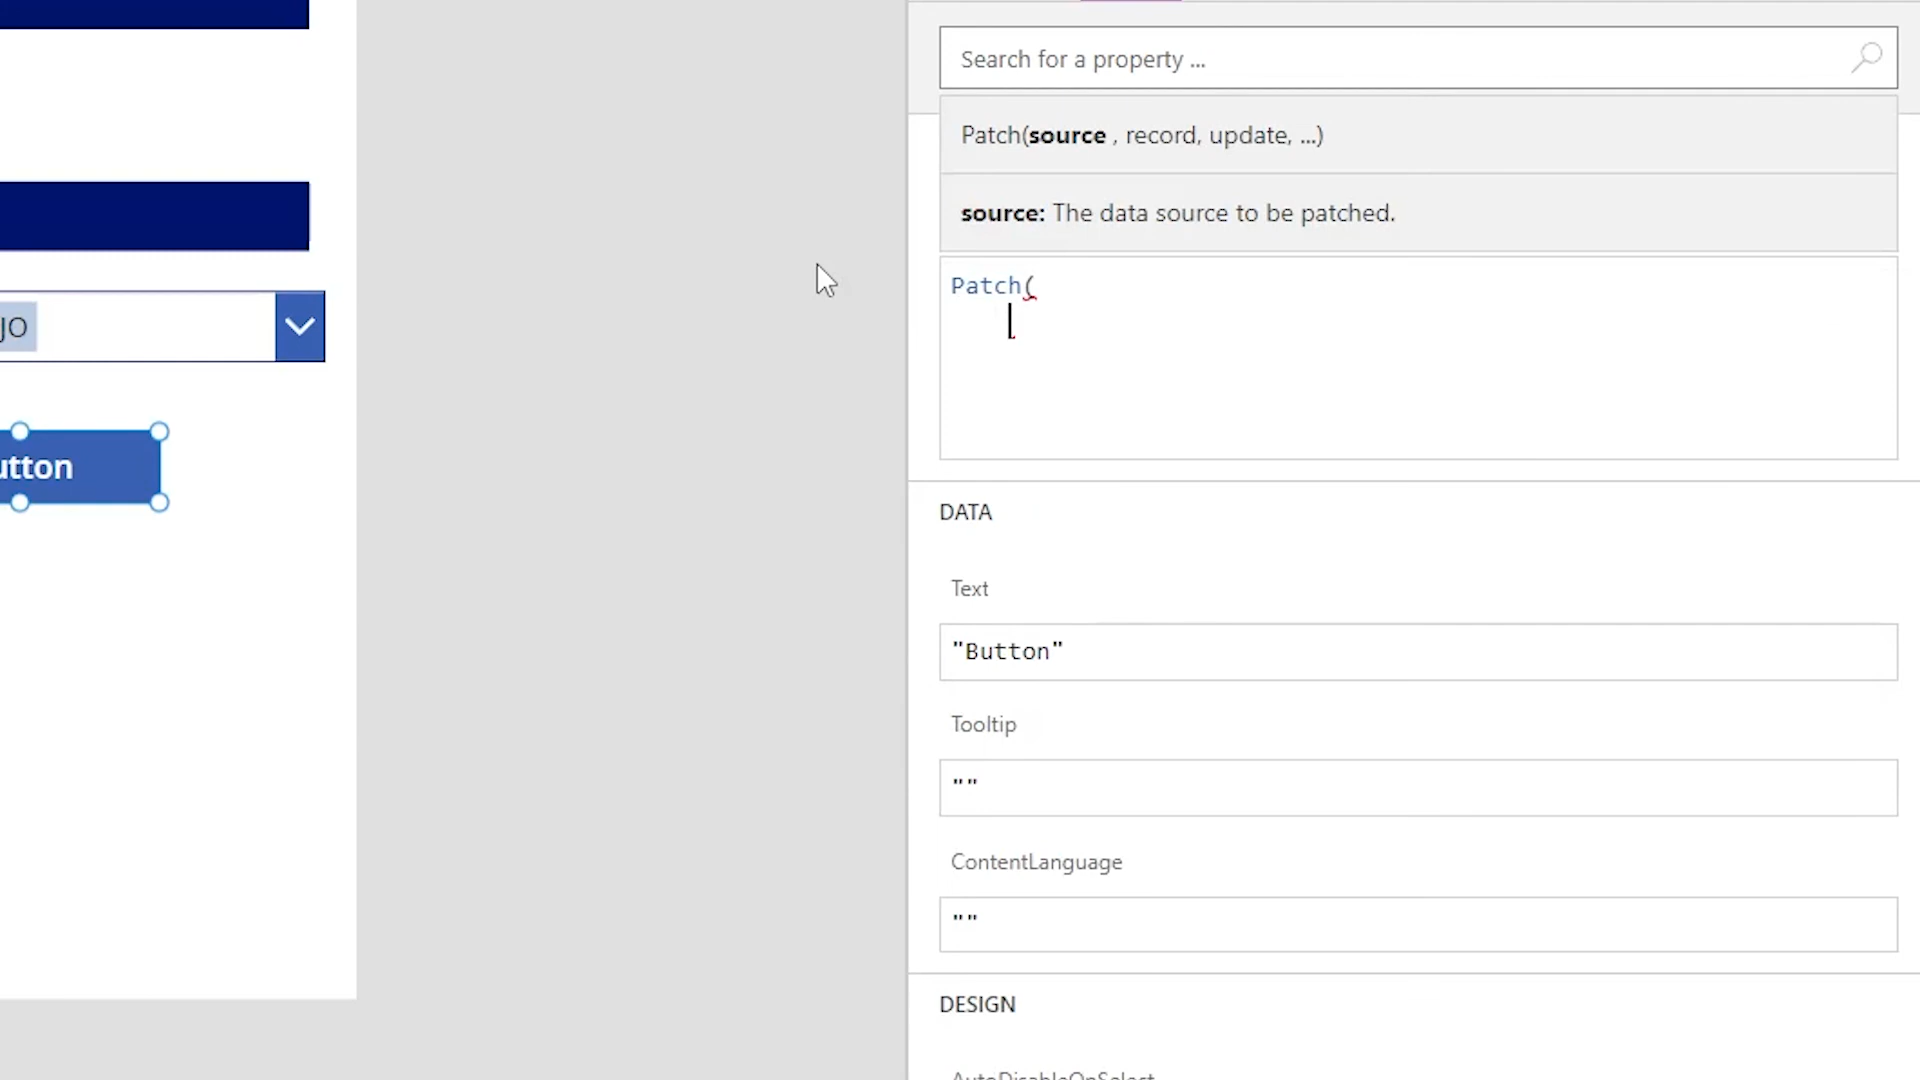 Search for a property ...
Patch(source , record, update, ...)
source: The data source to be patched.
Patch(
JO
utton
DATA
Text
"Button"
Tooltip
""
ContentLanguage
""
DESIGN
AutoDisableOnSelect